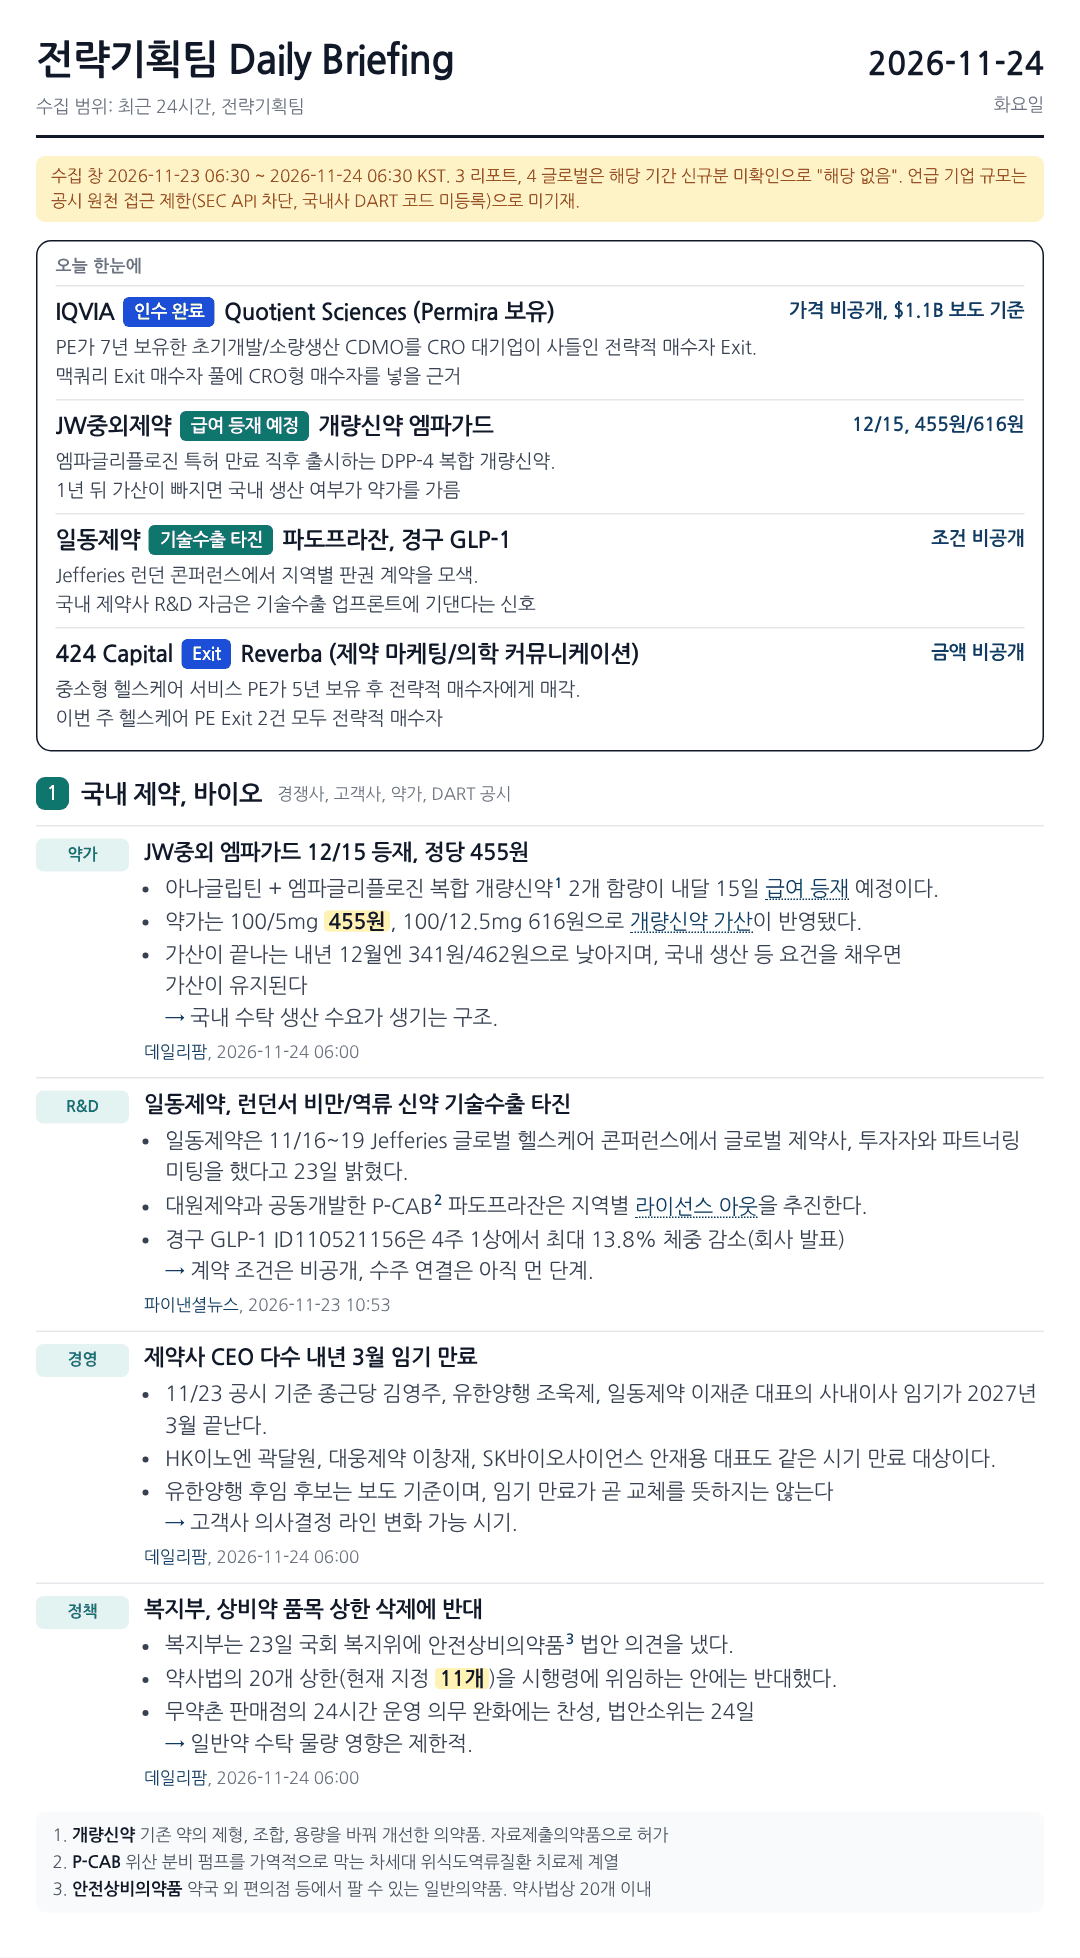 전략기획팀 Daily Briefing
2026-11-24
수집 범위: 최근 24시간, 전략기획팀
화요일
수집 창 2026-11-23 06:30 ~ 2026-11-24 06:30 KST. 3 리포트, 4 글로벌은 해당 기간 신규분 미확인으로 "해당 없음". 언급 기업 규모는
공시 원천 접근 제한(SEC API 차단, 국내사 DART 코드 미등록)으로 미기재.
오늘 한눈에
IQVIA 인수 완료 Quotient Sciences (Permira 보유) 가격 비공개, $1.1B 보도 기준
PE가 7년 보유한 초기개발/소량생산 CDMO를 CRO 대기업이 사들인 전략적 매수자 Exit.
맥쿼리 Exit 매수자 풀에 CRO형 매수자를 넣을 근거
JW중외제약 급여 등재 예정 개량신약 엠파가드 12/15, 455원/616원
엠파글리플로진 특허 만료 직후 출시하는 DPP-4 복합 개량신약.
1년 뒤 가산이 빠지면 국내 생산 여부가 약가를 가름
일동제약 기술수출 타진 파도프라잔, 경구 GLP-1 조건 비공개
Jefferies 런던 콘퍼런스에서 지역별 판권 계약을 모색.
국내 제약사 R&D 자금은 기술수출 업프론트에 기댄다는 신호
424 Capital Exit Reverba (제약 마케팅/의학 커뮤니케이션) 금액 비공개
중소형 헬스케어 서비스 PE가 5년 보유 후 전략적 매수자에게 매각.
이번 주 헬스케어 PE Exit 2건 모두 전략적 매수자
1 국내 제약, 바이오 경쟁사, 고객사, 약가, DART 공시
약가 JW중외 엠파가드 12/15 등재, 정당 455원
• 아나글립틴 + 엠파글리플로진 복합 개량신약1 2개 함량이 내달 15일 급여 등재 예정이다.
• 약가는 100/5mg 455원, 100/12.5mg 616원으로 개량신약 가산이 반영됐다.
• 가산이 끝나는 내년 12월엔 341원/462원으로 낮아지며, 국내 생산 등 요건을 채우면
가산이 유지된다
→ 국내 수탁 생산 수요가 생기는 구조.
데일리팜, 2026-11-24 06:00
R&D 일동제약, 런던서 비만/역류 신약 기술수출 타진
• 일동제약은 11/16~19 Jefferies 글로벌 헬스케어 콘퍼런스에서 글로벌 제약사, 투자자와 파트너링
미팅을 했다고 23일 밝혔다.
• 대원제약과 공동개발한 P-CAB2 파도프라잔은 지역별 라이선스 아웃을 추진한다.
• 경구 GLP-1 ID110521156은 4주 1상에서 최대 13.8% 체중 감소(회사 발표)
→ 계약 조건은 비공개, 수주 연결은 아직 먼 단계.
파이낸셜뉴스, 2026-11-23 10:53
경영 제약사 CEO 다수 내년 3월 임기 만료
• 11/23 공시 기준 종근당 김영주, 유한양행 조욱제, 일동제약 이재준 대표의 사내이사 임기가 2027년
3월 끝난다.
• HK이노엔 곽달원, 대웅제약 이창재, SK바이오사이언스 안재용 대표도 같은 시기 만료 대상이다.
• 유한양행 후임 후보는 보도 기준이며, 임기 만료가 곧 교체를 뜻하지는 않는다
→ 고객사 의사결정 라인 변화 가능 시기.
데일리팜, 2026-11-24 06:00
정책 복지부, 상비약 품목 상한 삭제에 반대
• 복지부는 23일 국회 복지위에 안전상비의약품3 법안 의견을 냈다.
• 약사법의 20개 상한(현재 지정 11개)을 시행령에 위임하는 안에는 반대했다.
• 무약촌 판매점의 24시간 운영 의무 완화에는 찬성, 법안소위는 24일
→ 일반약 수탁 물량 영향은 제한적.
데일리팜, 2026-11-24 06:00
1. 개량신약 기존 약의 제형, 조합, 용량을 바꿔 개선한 의약품. 자료제출의약품으로 허가
2. P-CAB 위산 분비 펌프를 가역적으로 막는 차세대 위식도역류질환 치료제 계열
3. 안전상비의약품 약국 외 편의점 등에서 팔 수 있는 일반의약품. 약사법상 20개 이내